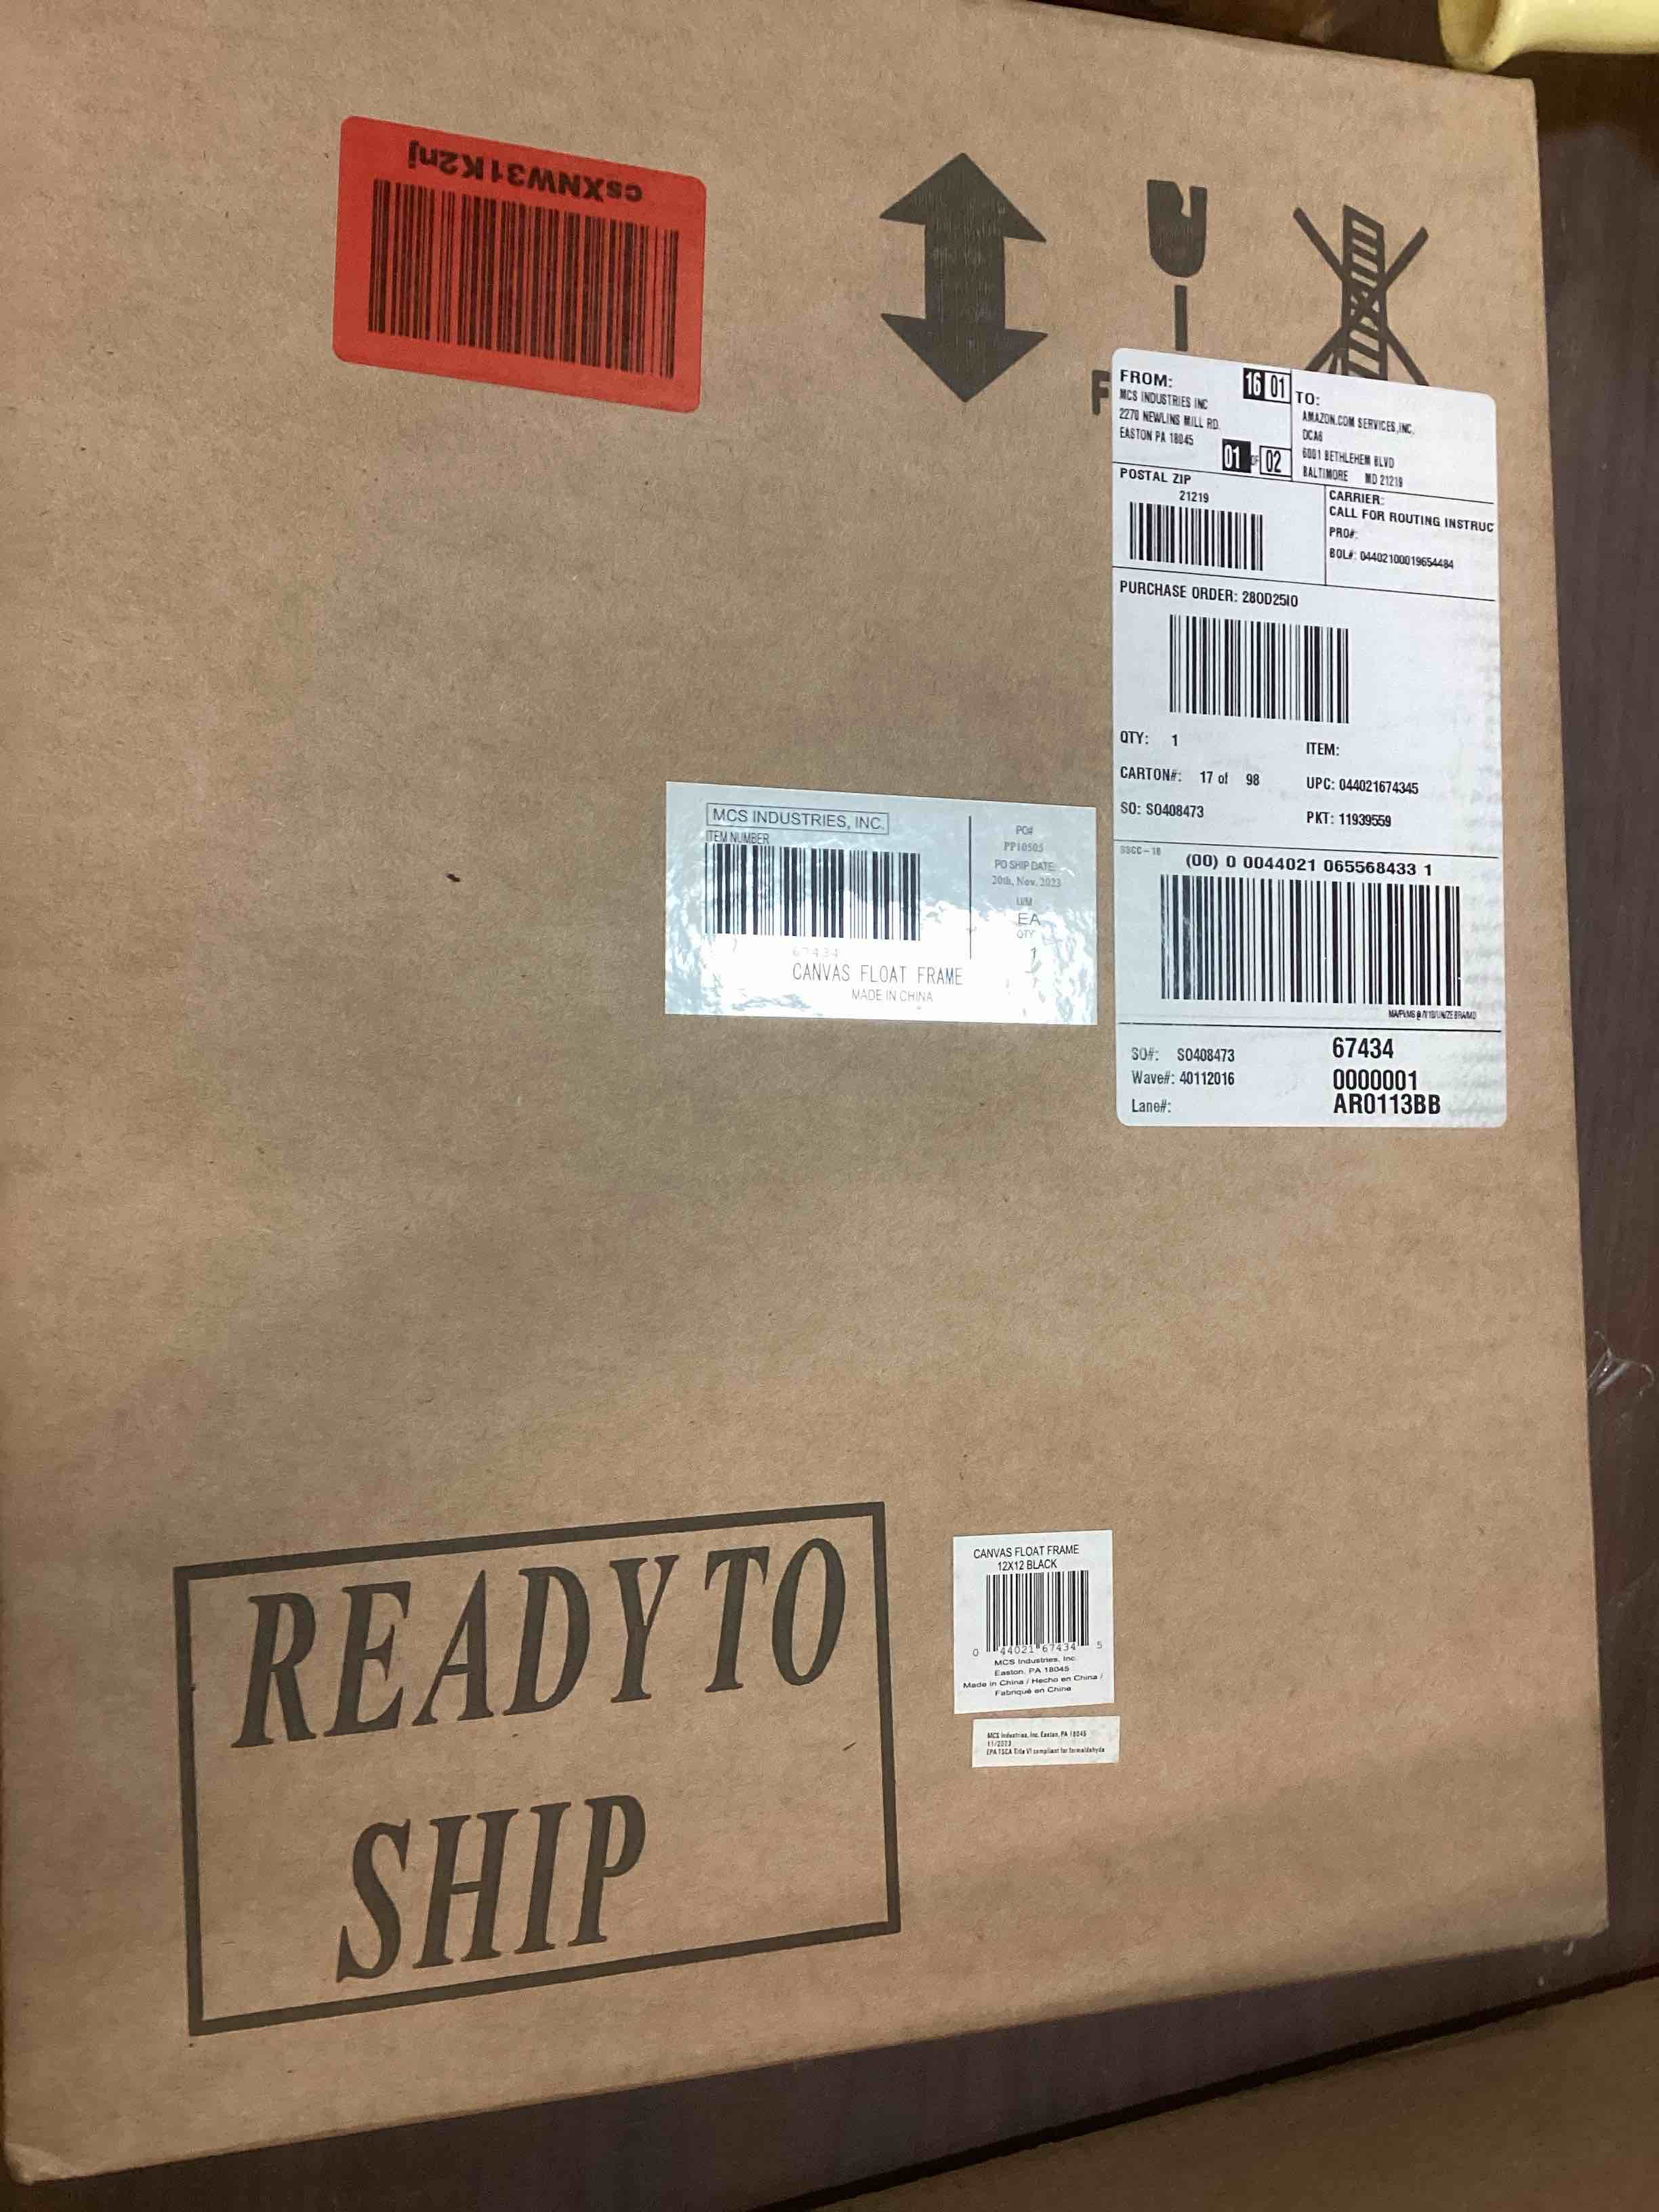 csXNW31K2nj
F
FROM:
MCS INDUSTRIES INC
2270 NEWLINS MILL RD.
EASTON PA 18045
16 01
01 OF 02
TO:
AMAZON.COM SERVICES, INC.
DCA6
6001 BETHLEHEM BLVD
BALTIMORE MD 21219
POSTAL ZIP
21219
CARRIER:
CALL FOR ROUTING INSTRUC
PRO#:
BOL#: 04402100019654484
PURCHASE ORDER: 280D25IO
QTY: 1
ITEM:
CARTON#: 17 of 98
UPC: 044021674345
SO: SO408473
PKT: 11939559
SSCC-18
(00) 0 0044021 065568433 1
SO#: SO408473
Wave#: 40112016
Lane#:
67434
0000001
AR0113BB
MCS INDUSTRIES, INC.
ITEM NUMBER
67434
CANVAS FLOAT FRAME
MADE IN CHINA
PO#
PP10505
PO SHIP DATE:
20th, Nov. 2023
U/M
EA
QTY
1
READY TO
SHIP
CANVAS FLOAT FRAME
12X12 BLACK
0 44021 67434 5
MCS Industries, Inc.
Easton, PA 18045
Made in China / Hecho en China /
Fabriqué en Chine
MCS Industries, Inc. Easton, PA 18045
11/2023
EPA TSCA Title VI compliant for formaldehyde